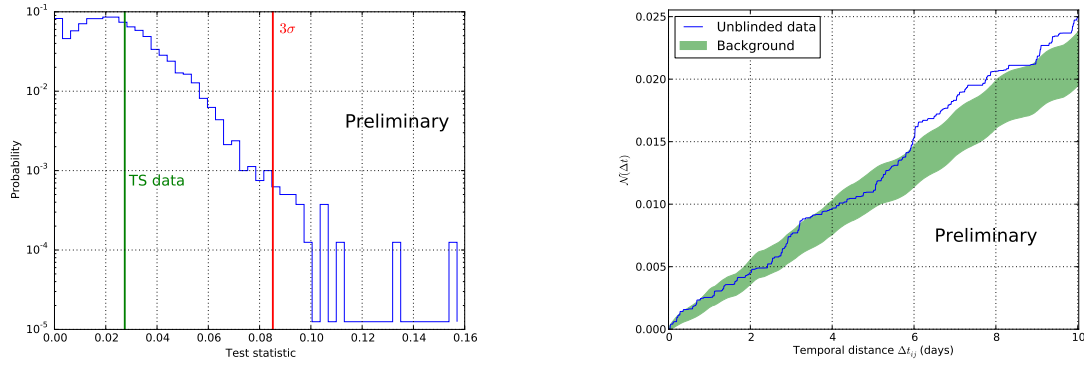 10^{-1}
10^{-2}
10^{-3}
10^{-4}
10^{-5}
Probability
3σ
Preliminary
TS data
0.00 0.02 0.04 0.06 0.08 0.10 0.12 0.14 0.16
Test statistic
0.025
0.020
0.015
0.010
0.005
0.000
N(Δt)
Unblinded data
Background
Preliminary
0 2 4 6 8 10
Temporal distance Δt_{ij} (days)